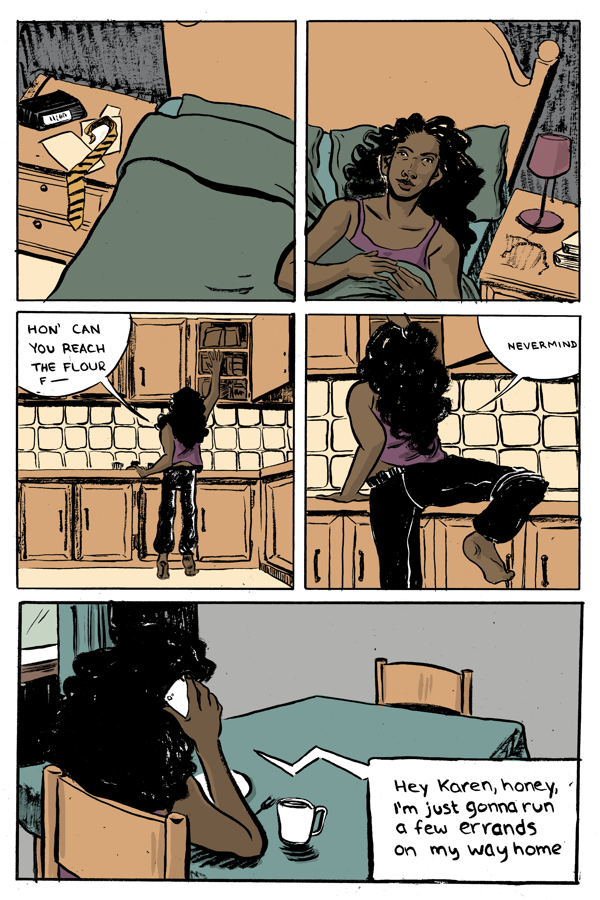 HON' CAN
YOU REACH
THE FLOUR
F—
NEVERMIND
Hey Karen, honey,
I'm just gonna run
a few errands
on my way home